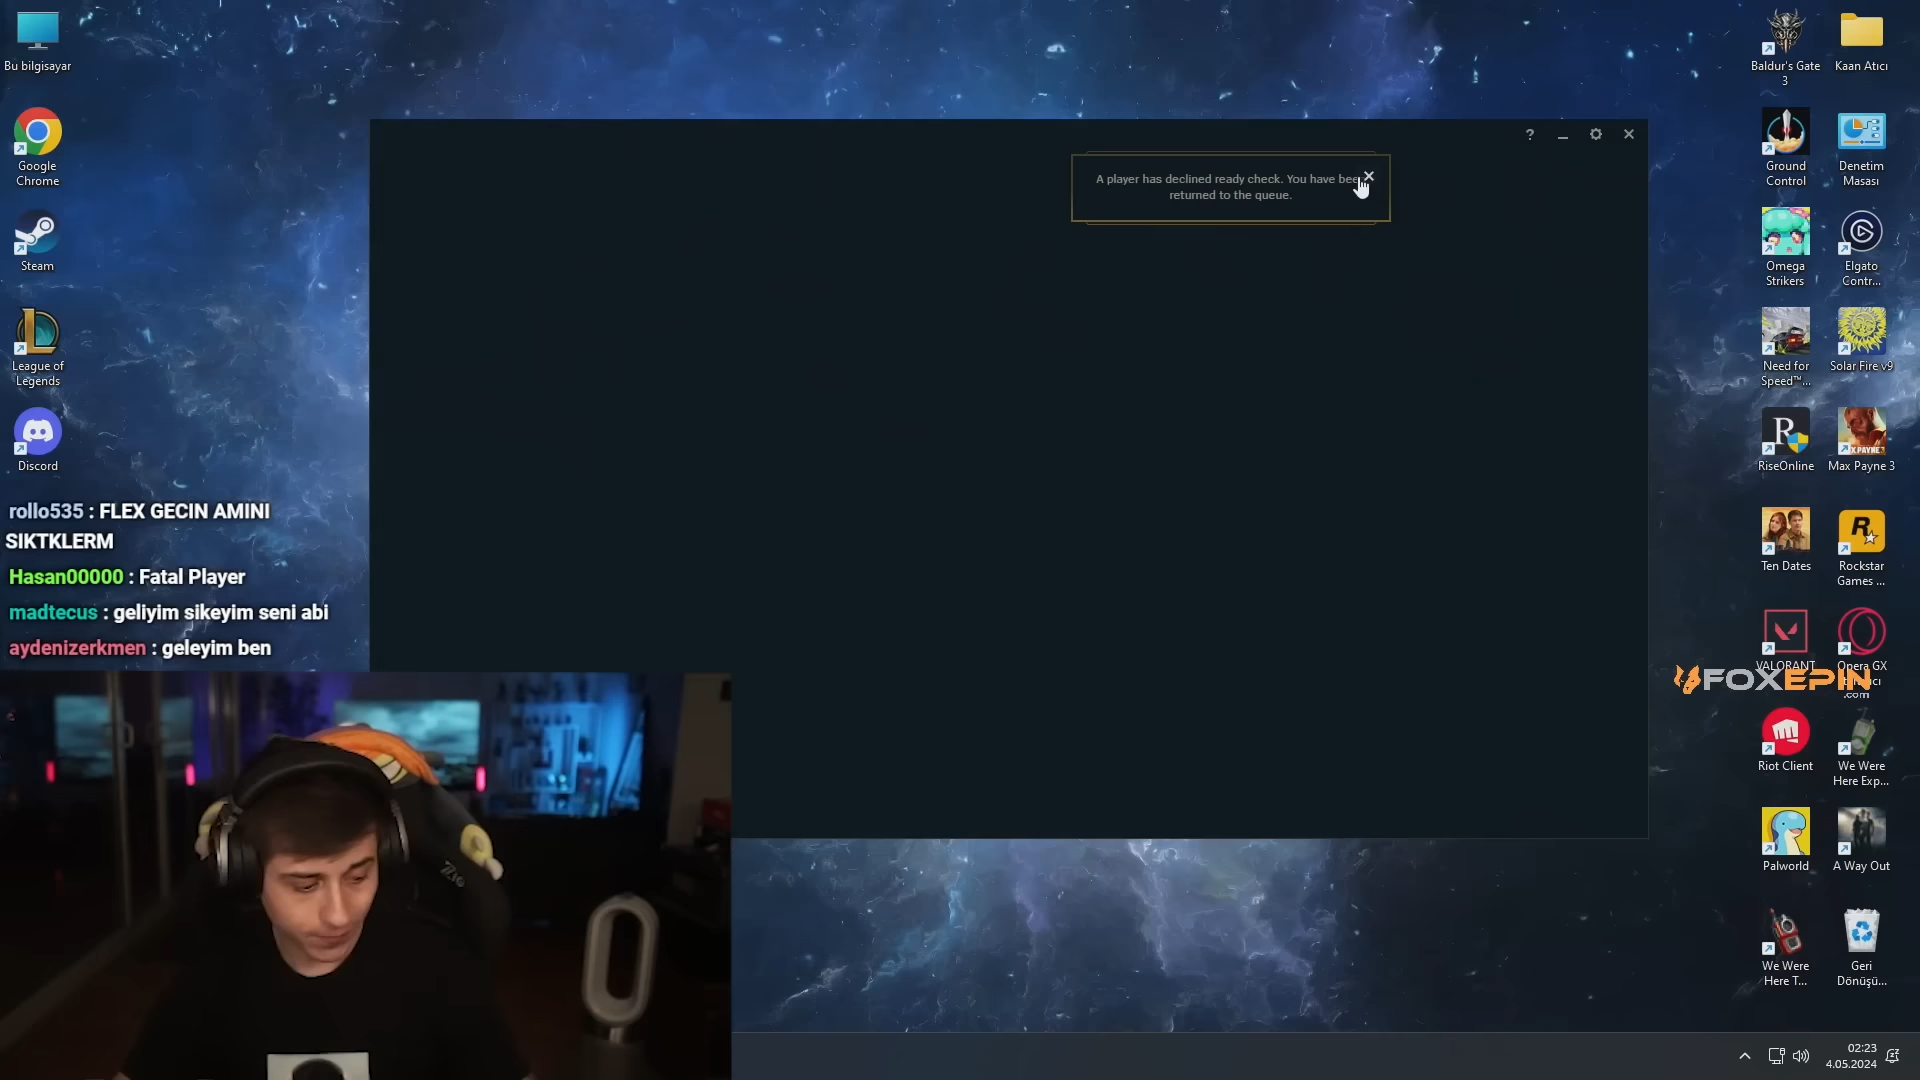 Bu bilgisayar
Google
Chrome
Steam
League of
Legends
Discord
rollo535 : FLEX GECIN AMINI
SIKTKLERM
Hasan00000 : Fatal Player
madtecus : geliyim sikeyim seni abi
aydenizerkmen : geleyim ben
?
A player has declined ready check. You have bee
returned to the queue.
Baldur's Gate
3
Kaan Atıcı
Ground
Control
Denetim
Masası
Omega
Strikers
Elgato
Contr...
Need for
Speed™...
Solar Fire v9
RiseOnline
Max Payne 3
Ten Dates
Rockstar
Games ...
VALORANT
Opera GX
FOXEPIN
.com
Riot Client
We Were
Here Exp...
Palworld
A Way Out
We Were
Here T...
Geri
Dönüşü...
02:23
4.05.2024